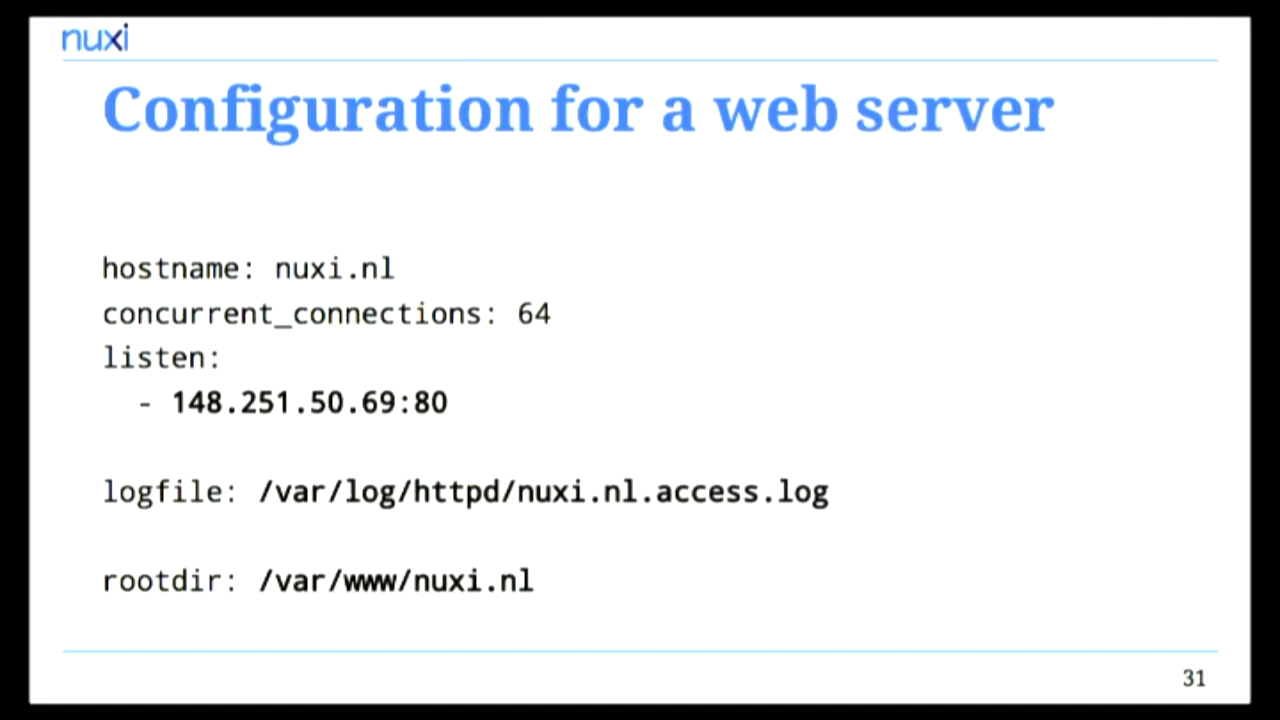 nuxi
Configuration for a web server
hostname: nuxi.nl
concurrent_connections: 64
listen:
- 148.251.50.69:80
logfile: /var/log/httpd/nuxi.nl.access.log
rootdir: /var/www/nuxi.nl
31